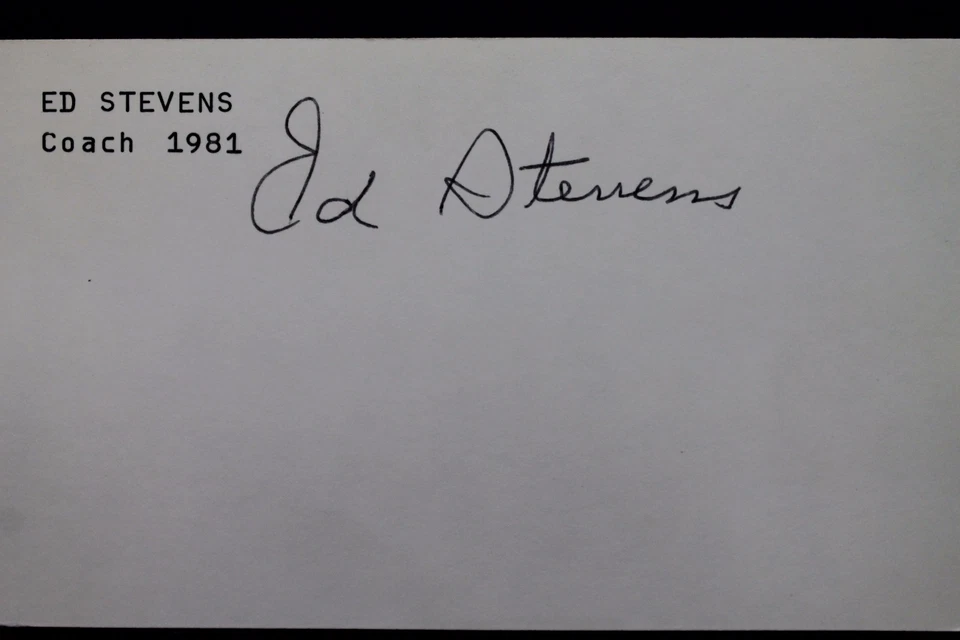 ED STEVENS
Coach 1981
Ed Stevens